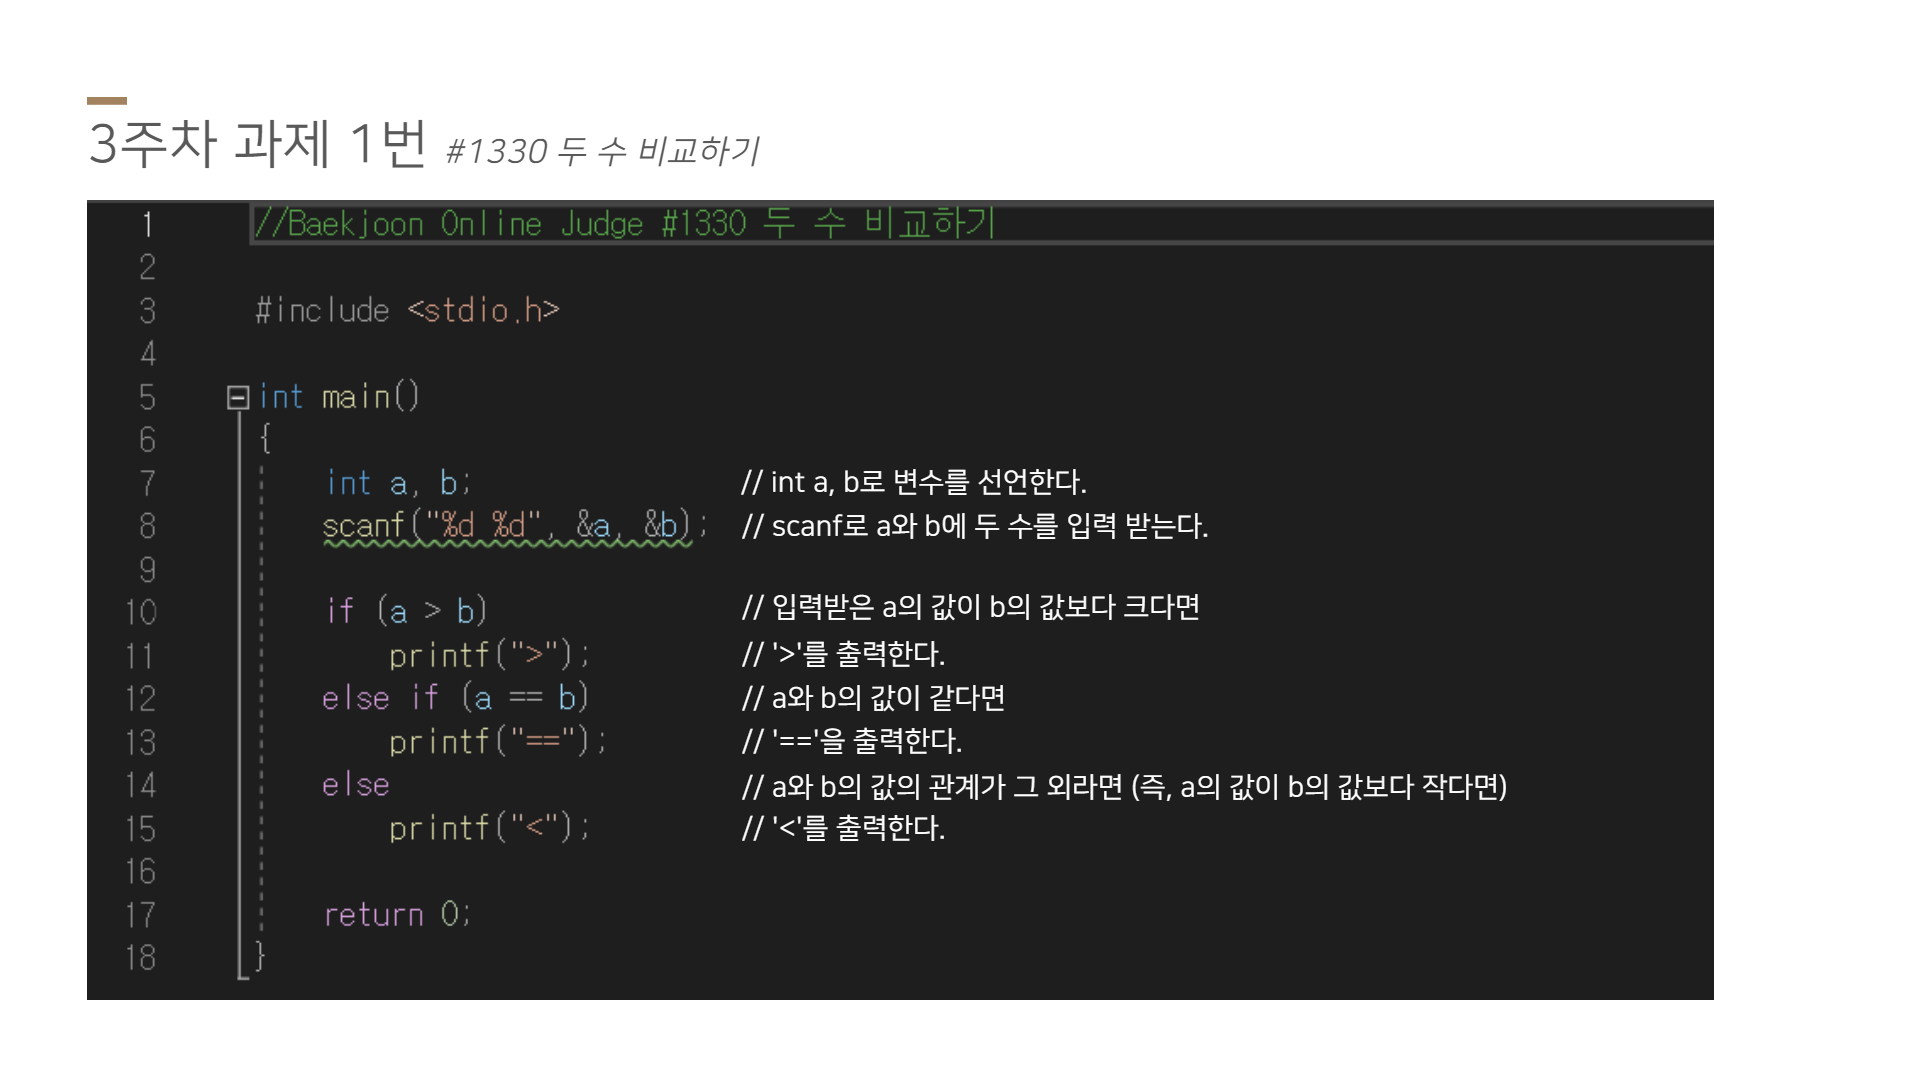 3주차 과제 1번 #1330 두 수 비교하기
1 //Baekjoon Online Judge #1330 두 수 비교하기
2
3 #include <stdio.h>
4
5 int main()
6 {
7 int a, b; // int a, b로 변수를 선언한다.
8 scanf("%d %d", &a, &b); // scanf로 a와 b에 두 수를 입력 받는다.
9
10 if (a > b) // 입력받은 a의 값이 b의 값보다 크다면
11 printf(">"); // '>'를 출력한다.
12 else if (a == b) // a와 b의 값이 같다면
13 printf("=="); // '=='을 출력한다.
14 else // a와 b의 값의 관계가 그 외라면 (즉, a의 값이 b의 값보다 작다면)
15 printf("<"); // '<'를 출력한다.
16
17 return 0;
18 }